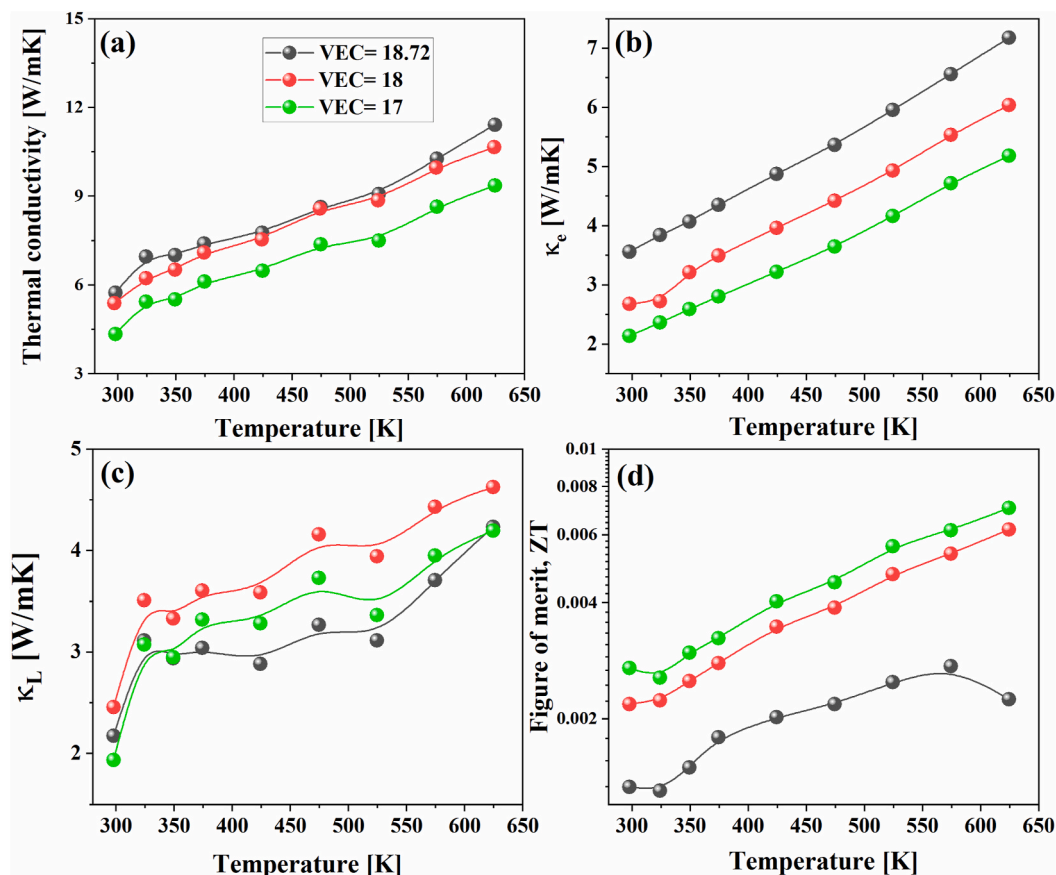 (a)
VEC= 18.72
VEC= 18
VEC= 17
Thermal conductivity [W/mK]
15
12
9
6
3
300 350 400 450 500 550 600 650
Temperature [K]
(b)
κe [W/mK]
7
6
5
4
3
2
300 350 400 450 500 550 600 650
Temperature [K]
(c)
κL [W/mK]
5
4
3
2
300 350 400 450 500 550 600 650
Temperature [K]
(d)
Figure of merit, ZT
0.01
0.008
0.006
0.004
0.002
300 350 400 450 500 550 600 650
Temperature [K]